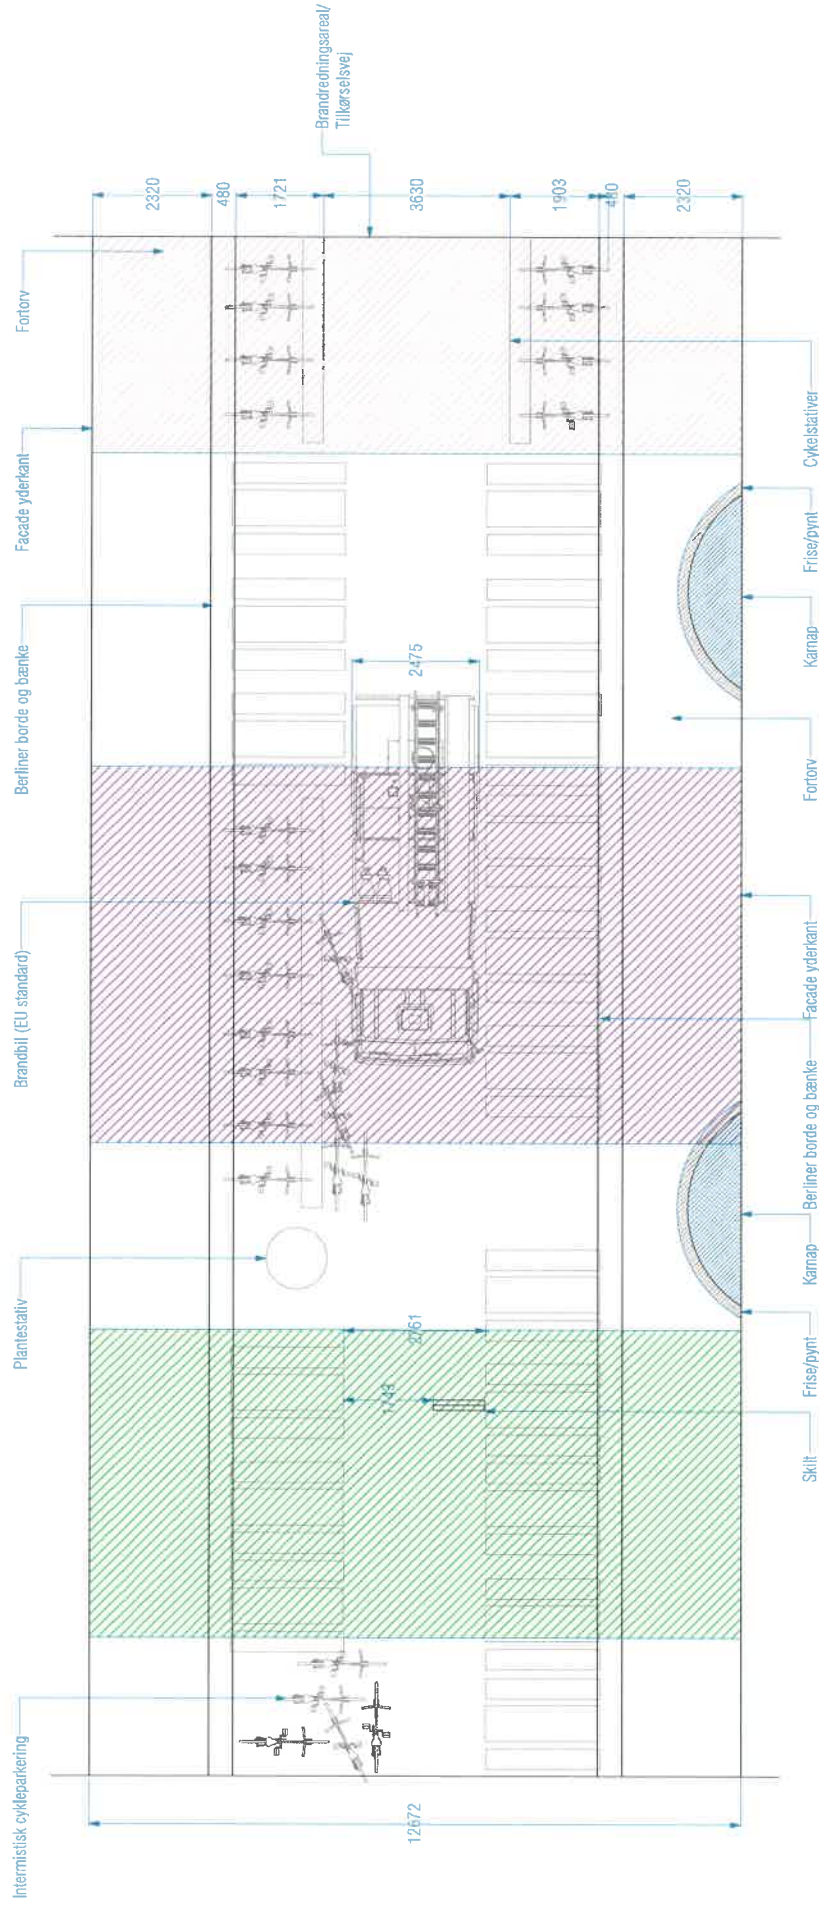 Brandredningsareal/
Tilkørselsvej
Fortorv
Facade yderkant
Berliner borde og bænke
Brandbil (EU standard)
Plantestativ
Intermistisk cykleparkering
2320
480
1721
3630
1903
480
2320
2475
2761
1743
12672
Cykelstativer
Frise/pynt
Karnap
Fortorv
Facade yderkant
Berliner borde og bænke
Karnap
Frise/pynt
Skilt